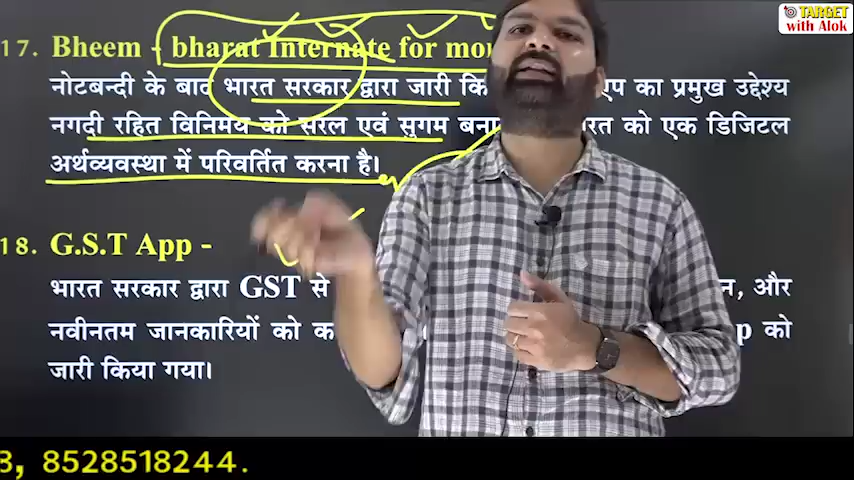 TARGET
with Alok
17. Bheem - bharat Internate for mon
नोटबन्दी के बाद भारत सरकार द्वारा जारी कि एप का प्रमुख उद्देश्य
नगदी रहित विनिमय को सरल एवं सुगम बना रत को एक डिजिटल
अर्थव्यवस्था में परिवर्तित करना है।
18. G.S.T App -
भारत सरकार द्वारा GST से न, और
नवीनतम जानकारियों को क p को
जारी किया गया।
3, 8528518244.